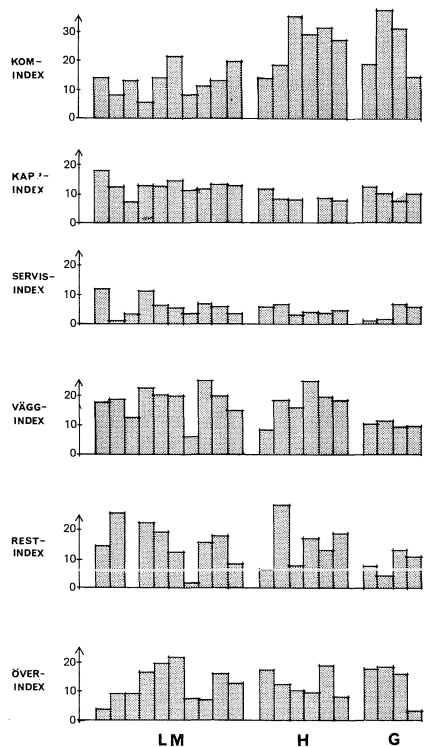 KOM-
INDEX
30
20
10
0
KAP
INDEX
20
10
0
SERVIS-
INDEX
20
10
0
VÄGG-
INDEX
20
10
0
REST-
INDEX
20
10
0
ÖVER-
INDEX
20
10
0
LM H G